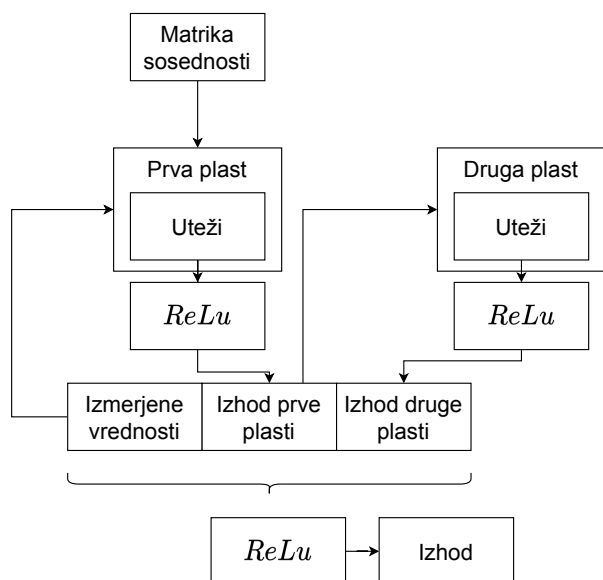 Matrika
sosednosti
Prva plast
Uteži
ReLu
Druga plast
Uteži
ReLu
Izmerjene
vrednosti
Izhod prve
plasti
Izhod druge
plasti
ReLu
Izhod